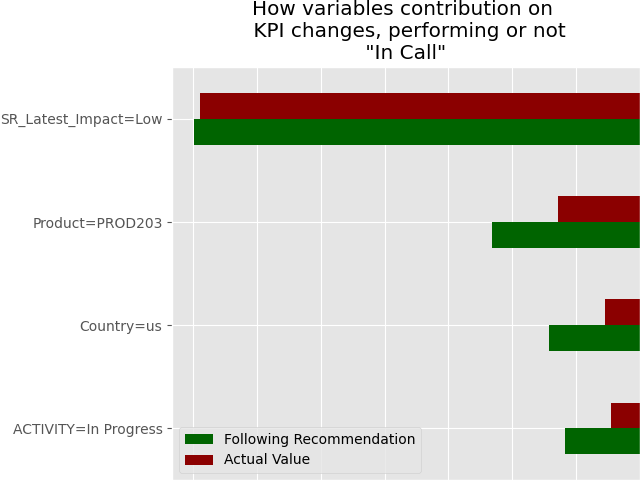 How variables contribution on
KPI changes, performing or not
"In Call"
SR_Latest_Impact=Low
Product=PROD203
Country=us
ACTIVITY=In Progress
Following Recommendation
Actual Value